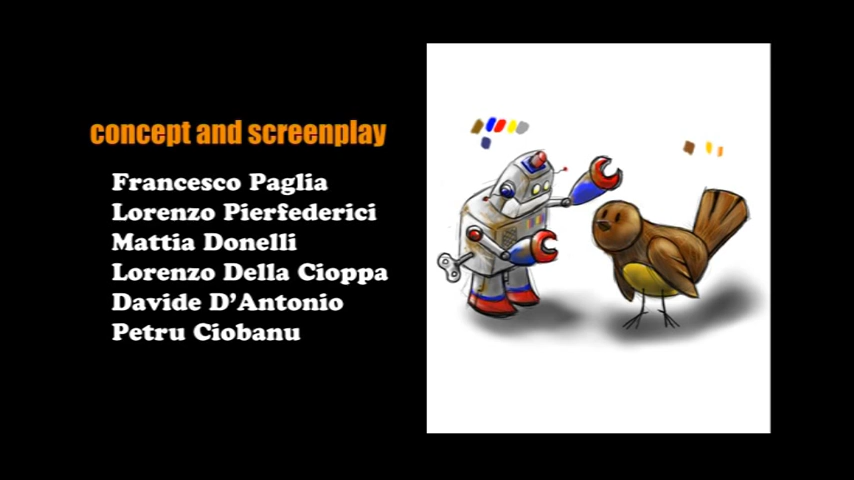 concept and screenplay
Francesco Paglia
Lorenzo Pierfederici
Mattia Donelli
Lorenzo Della Cioppa
Davide D'Antonio
Petru Ciobanu